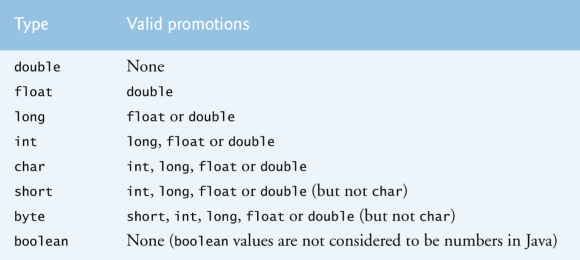 Type Valid promotions
double None
float double
long float or double
int long, float or double
char int, long, float or double
short int, long, float or double (but not char)
byte short, int, long, float or double (but not char)
boolean None (boolean values are not considered to be numbers in Java)